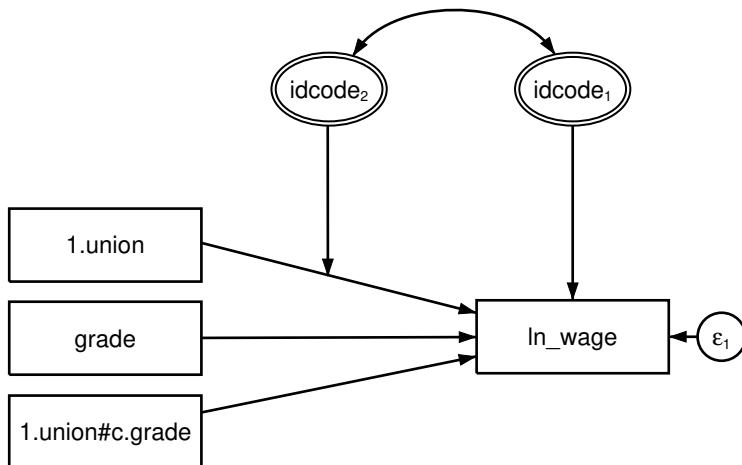 idcode₂
idcode₁
1.union
grade
ln_wage
ε₁
1.union#c.grade